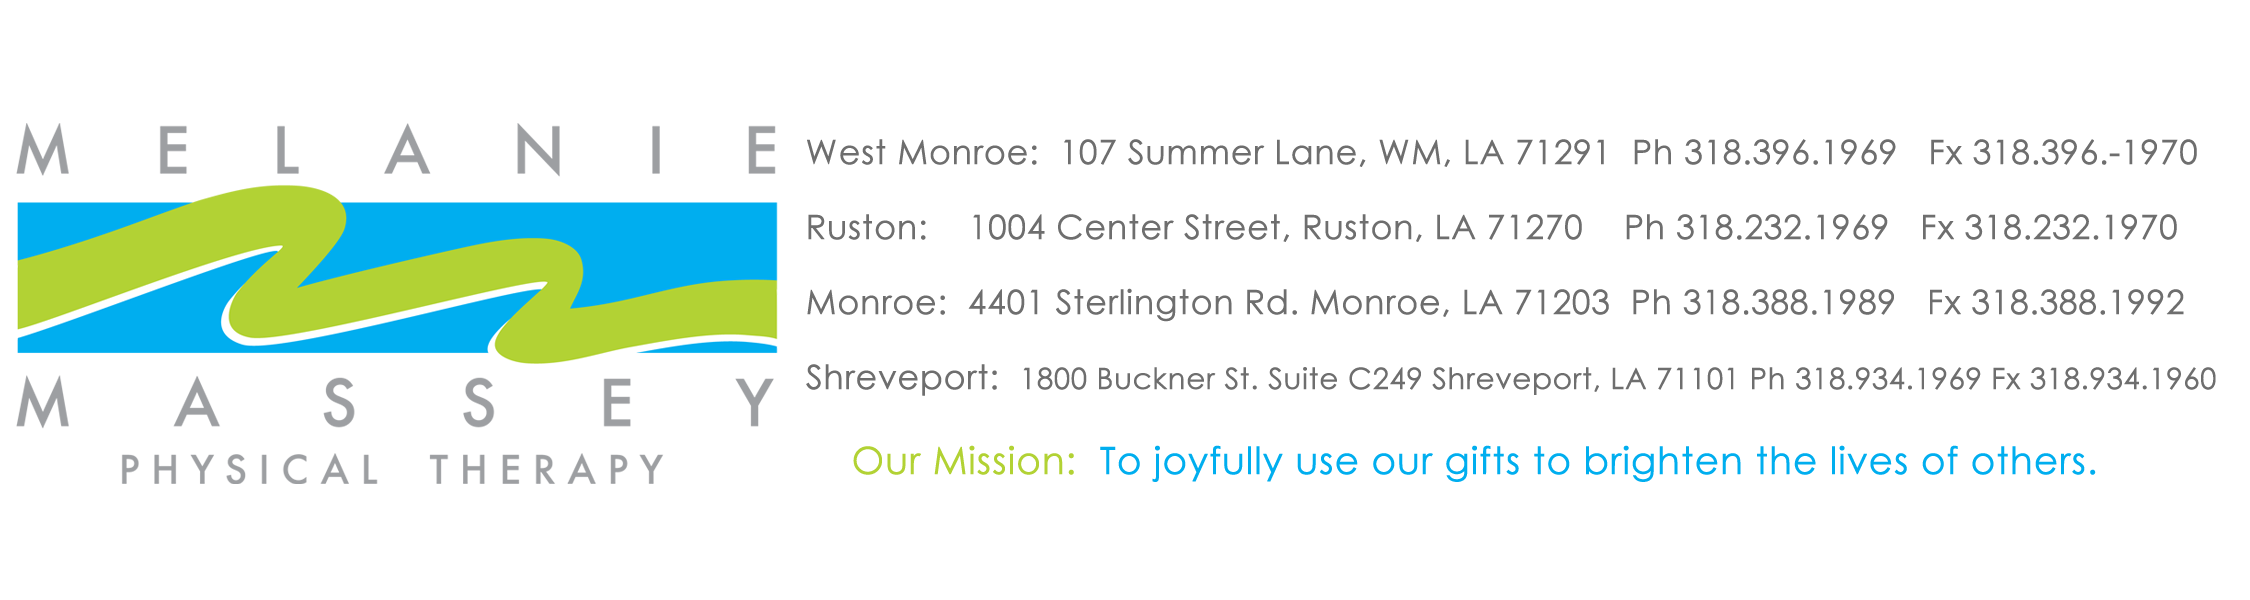 MELANIE
MASSEY
PHYSICAL THERAPY
West Monroe: 107 Summer Lane, WM, LA 71291 Ph 318.396.1969 Fx 318.396.-1970
Ruston: 1004 Center Street, Ruston, LA 71270 Ph 318.232.1969 Fx 318.232.1970
Monroe: 4401 Sterlington Rd. Monroe, LA 71203 Ph 318.388.1989 Fx 318.388.1992
Shreveport: 1800 Buckner St. Suite C249 Shreveport, LA 71101 Ph 318.934.1969 Fx 318.934.1960
Our Mission: To joyfully use our gifts to brighten the lives of others.